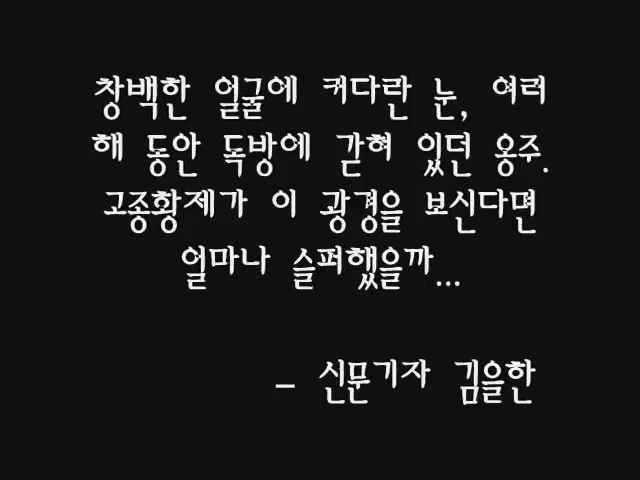 창백한 얼굴에 커다란 눈, 여러
해 동안 독방에 갇혀 있던 옹주.
고종황제가 이 광경을 보신다면
얼마나 슬퍼했을까...
- 신문기자 김을한